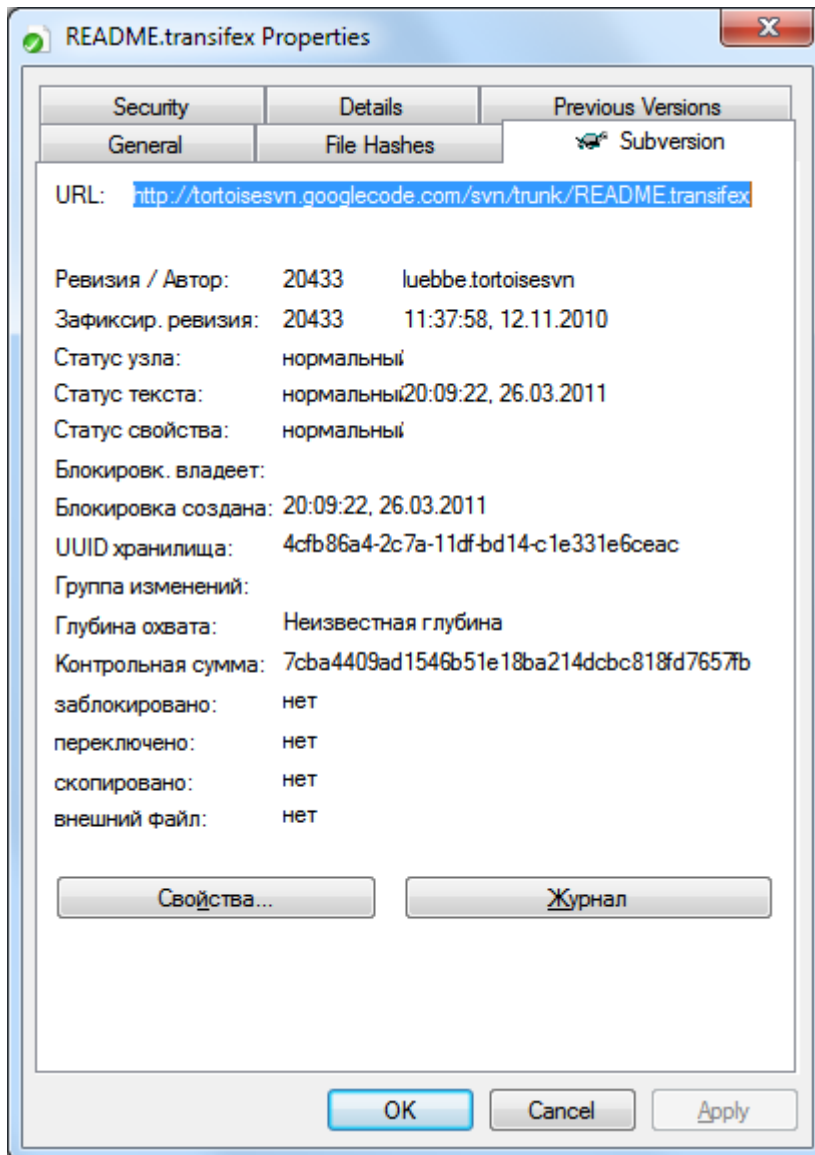 README.transifex Properties
Security Details Previous Versions
General File Hashes Subversion
URL: http://tortoisesvn.googlecode.com/svn/trunk/README.transifex
Ревизия / Автор: 20433 luebbe.tortoisesvn
Зафиксир. ревизия: 20433 11:37:58, 12.11.2010
Статус узла: нормальный
Статус текста: нормальный 20:09:22, 26.03.2011
Статус свойства: нормальный
Блокировк. владеет:
Блокировка создана: 20:09:22, 26.03.2011
UUID хранилища: 4cfb86a4-2c7a-11df-bd14-c1e331e6ceac
Группа изменений:
Глубина охвата: Неизвестная глубина
Контрольная сумма: 7cba4409ad1546b51e18ba214dcbc818fd7657fb
заблокировано: нет
переключено: нет
скопировано: нет
внешний файл: нет
Свойства... Журнал
OK Cancel Apply